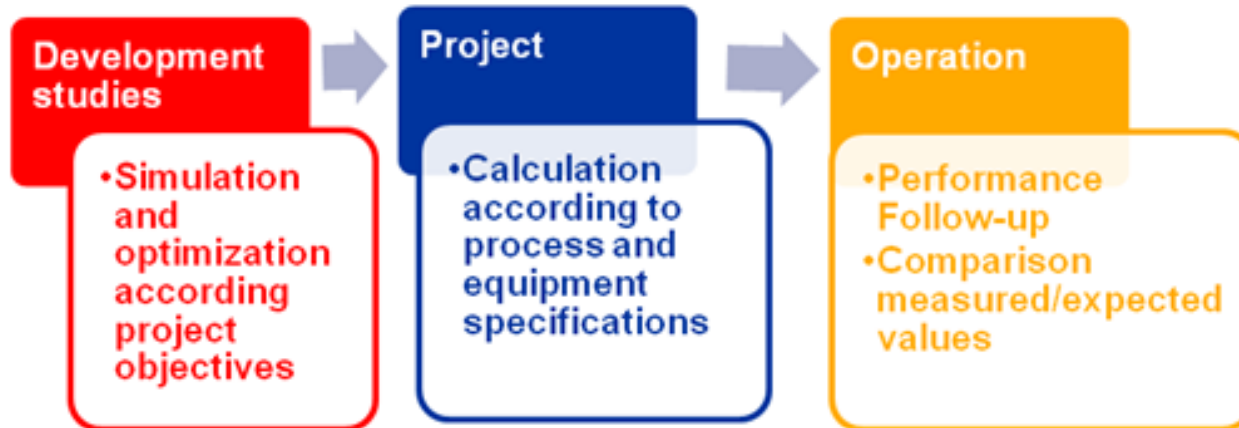 Development
studies
•Simulation
and
optimization
according
project
objectives
Project
•Calculation
according to
process and
equipment
specifications
Operation
•Performance
Follow-up
•Comparison
measured/expected
values